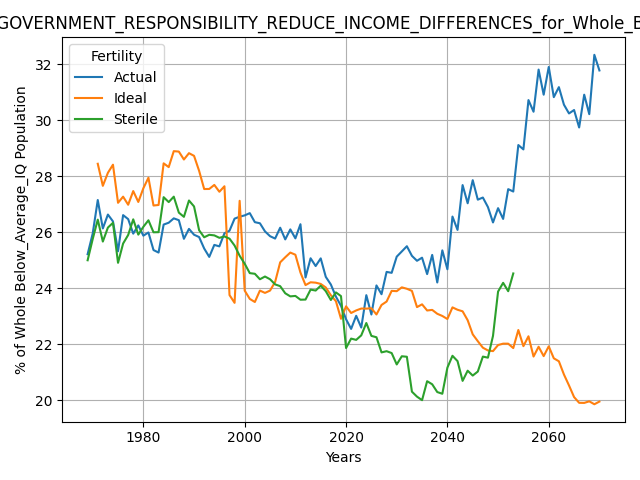 GOVERNMENT_RESPONSIBILITY_REDUCE_INCOME_DIFFERENCES_for_Whole_B
Fertility
Actual
Ideal
Sterile
% of Whole Below_Average_IQ Population
32
30
28
26
24
22
20
1980 2000 2020 2040 2060
Years